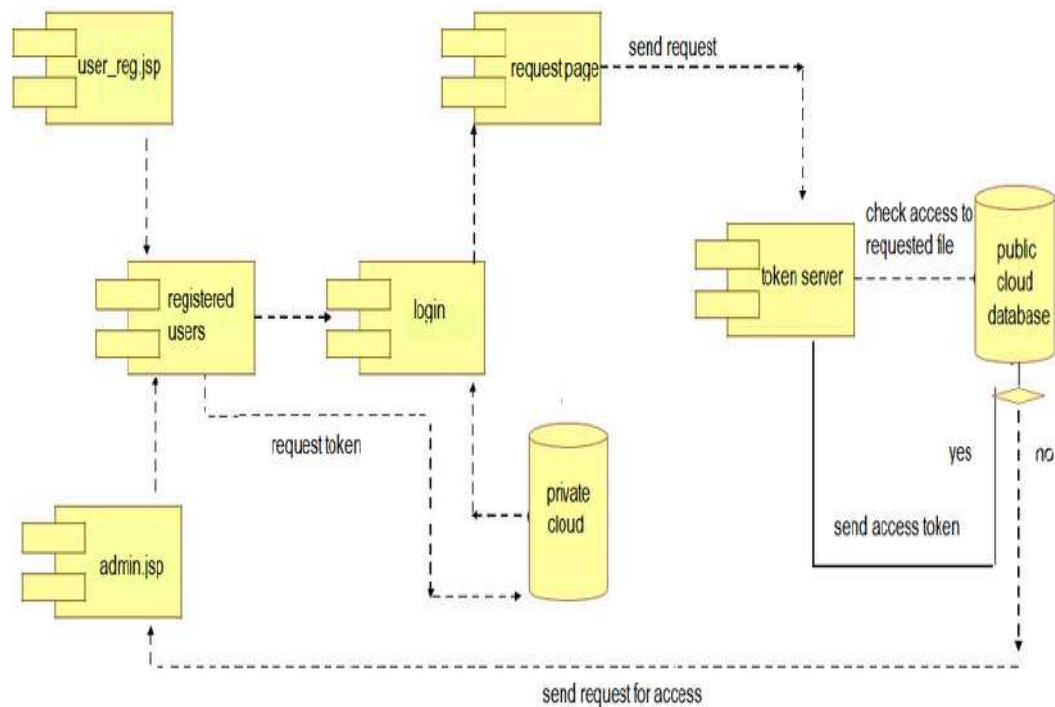 user_reg.jsp
request page
send request
check access to
requested file
public
cloud
database
token server
registered
users
login
request token
private
cloud
yes
no
send access token
admin.jsp
send request for access